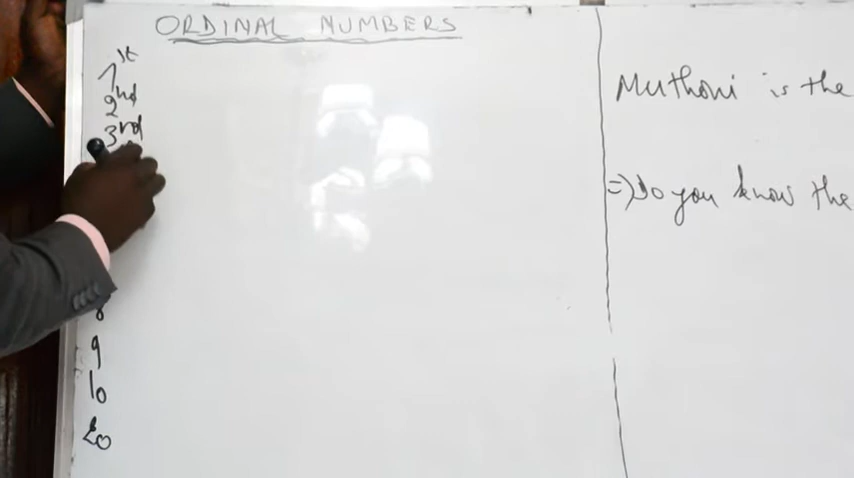 ORDINAL NUMBERS
1st
2nd
3rd
8
9
10
20
Muthoni is the
=> Do you know the